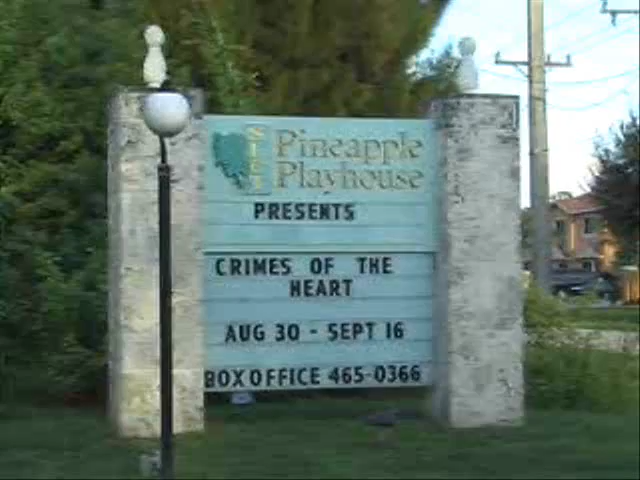 Pineapple
Playhouse
PRESENTS
CRIMES OF THE
HEART
AUG 30 - SEPT 16
BOX OFFICE 465-0366